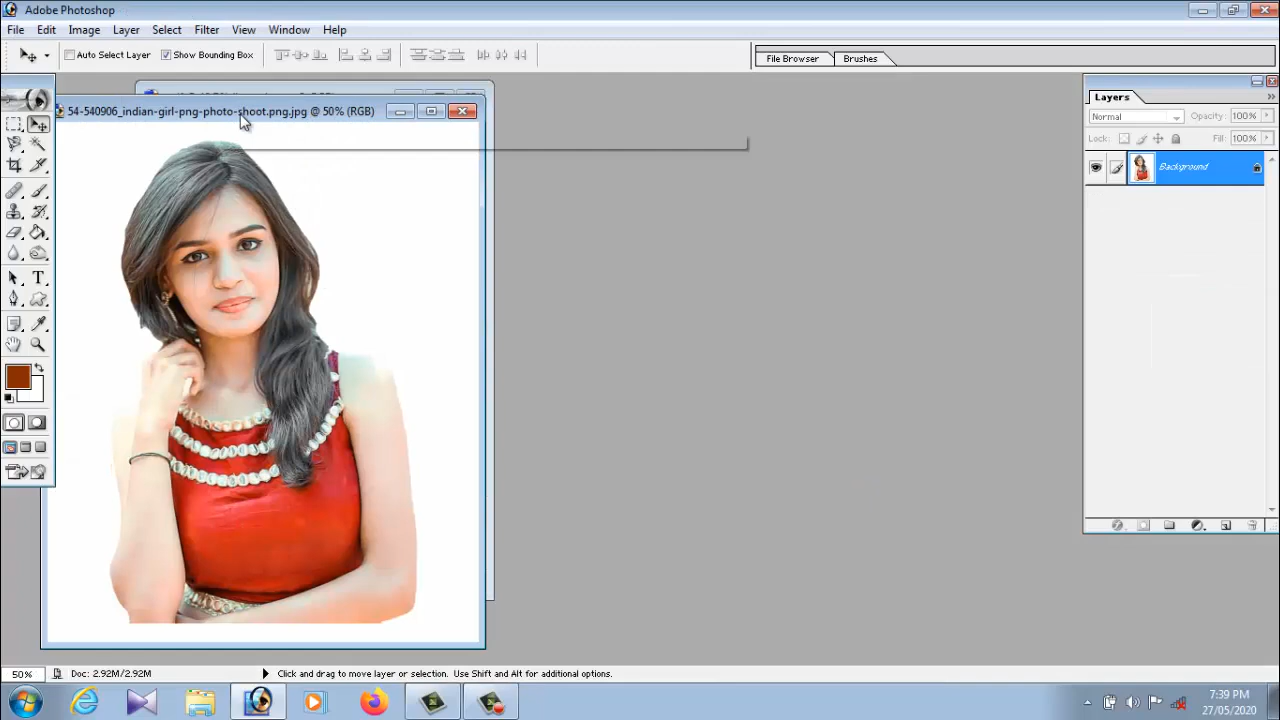 Adobe Photoshop
File Edit Image Layer Select Filter View Window Help
Auto Select Layer Show Bounding Box File Browser Brushes
54-540906_indian-girl-png-photo-shoot.png.jpg @ 50% (RGB)
Layers
Normal Opacity: 100%
Lock: Fill: 100%
Background
50% Doc: 2.92M/2.92M Click and drag to move layer or selection. Use Shift and Alt for additional options.
7:39 PM
27/05/2020